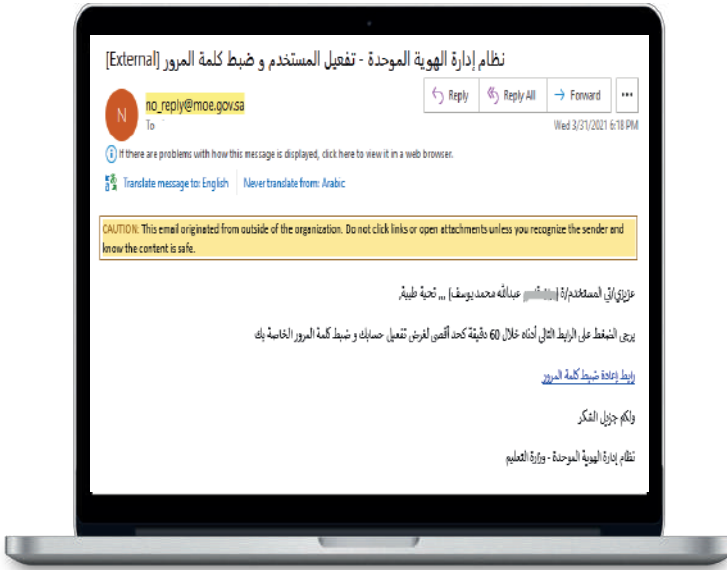 نظام إدارة الهوية الموحدة - تفعيل المستخدم و ضبط كلمة المرور [External]
Reply
Reply All
Forward
N
no_reply@moe.gov.sa
To
Wed 3/31/2021 6:18 PM
If there are problems with how this message is displayed, click here to view it in a web browser.
Translate message to: English
Never translate from: Arabic
CAUTION: This email originated from outside of the organization. Do not click links or open attachments unless you recognize the sender and
know the content is safe.
عزيزي/تي المستخدم/ة ( عبدالله محمد يوسف) ,,, تحية طيبة,
يرجى الضغط على الرابط التالي أدناه خلال 60 دقيقة كحد أقصى لغرض تفعيل حسابك و ضبط كلمة المرور الخاصة بك
رابط إعادة ضبط كلمة المرور
ولكم جزيل الشكر
نظام إدارة الهوية الموحدة - وزارة التعليم